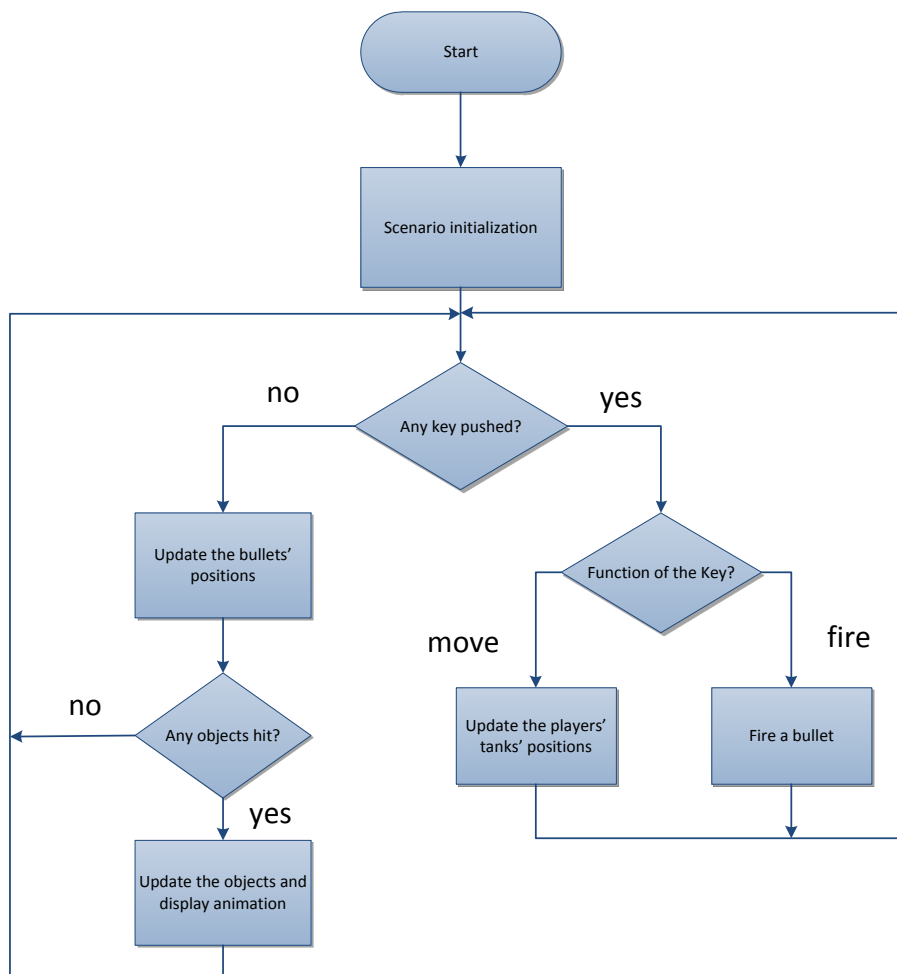 Start
Scenario initialization
no
yes
Any key pushed?
Update the bullets'
positions
Function of the Key?
move
fire
no
Any objects hit?
Update the players'
tanks' positions
Fire a bullet
yes
Update the objects and
display animation